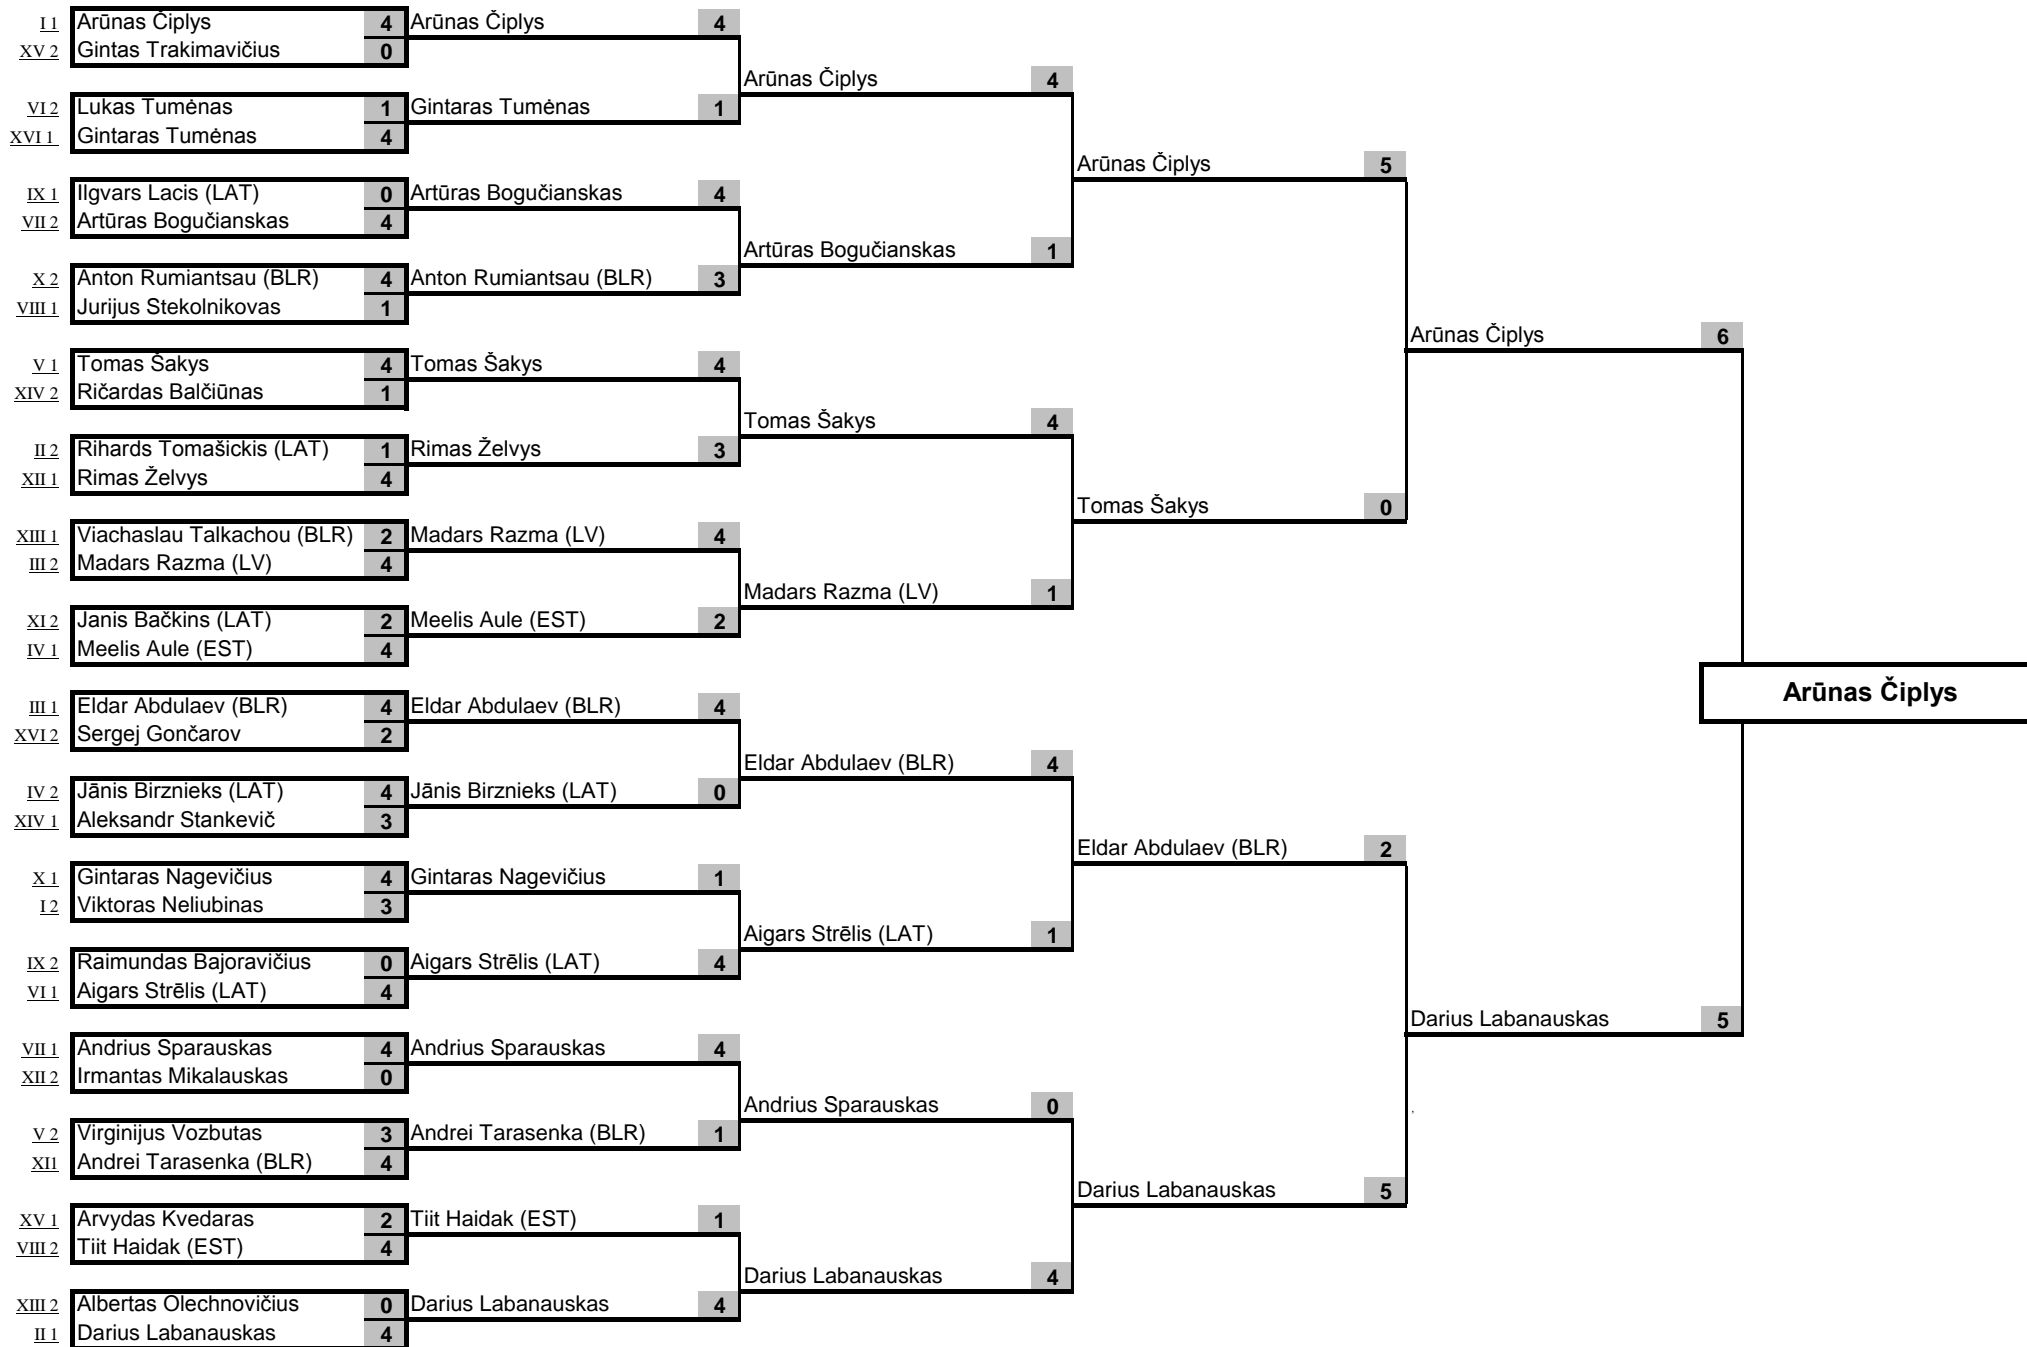 I 1 Arūnas Čiplys 4 Arūnas Čiplys 4
XV 2 Gintas Trakimavičius 0
Arūnas Čiplys 4
VI 2 Lukas Tumėnas 1 Gintaras Tumėnas 1
XVI 1 Gintaras Tumėnas 4
Arūnas Čiplys 5
IX 1 Ilgvars Lacis (LAT) 0 Artūras Bogučianskas 4
VII 2 Artūras Bogučianskas 4
Artūras Bogučianskas 1
X 2 Anton Rumiantsau (BLR) 4 Anton Rumiantsau (BLR) 3
VIII 1 Jurijus Stekolnikovas 1
Arūnas Čiplys 6
V 1 Tomas Šakys 4 Tomas Šakys 4
XIV 2 Ričardas Balčiūnas 1
Tomas Šakys 4
II 2 Rihards Tomašickis (LAT) 1 Rimas Želvys 3
XII 1 Rimas Želvys 4
Tomas Šakys 0
XIII 1 Viachaslau Talkachou (BLR) 2 Madars Razma (LV) 4
III 2 Madars Razma (LV) 4
Madars Razma (LV) 1
XI 2 Janis Bačkins (LAT) 2 Meelis Aule (EST) 2
IV 1 Meelis Aule (EST) 4
Arūnas Čiplys
III 1 Eldar Abdulaev (BLR) 4 Eldar Abdulaev (BLR) 4
XVI 2 Sergej Gončarov 2
Eldar Abdulaev (BLR) 4
IV 2 Jānis Birznieks (LAT) 4 Jānis Birznieks (LAT) 0
XIV 1 Aleksandr Stankevič 3
Eldar Abdulaev (BLR) 2
X 1 Gintaras Nagevičius 4 Gintaras Nagevičius 1
I 2 Viktoras Neliubinas 3
Aigars Strēlis (LAT) 1
IX 2 Raimundas Bajoravičius 0 Aigars Strēlis (LAT) 4
VI 1 Aigars Strēlis (LAT) 4
Darius Labanauskas 5
VII 1 Andrius Sparauskas 4 Andrius Sparauskas 4
XII 2 Irmantas Mikalauskas 0
Andrius Sparauskas 0
V 2 Virginijus Vozbutas 3 Andrei Tarasenka (BLR) 1
XI1 Andrei Tarasenka (BLR) 4
Darius Labanauskas 5
XV 1 Arvydas Kvedaras 2 Tiit Haidak (EST) 1
VIII 2 Tiit Haidak (EST) 4
Darius Labanauskas 4
XIII 2 Albertas Olechnovičius 0 Darius Labanauskas 4
II 1 Darius Labanauskas 4